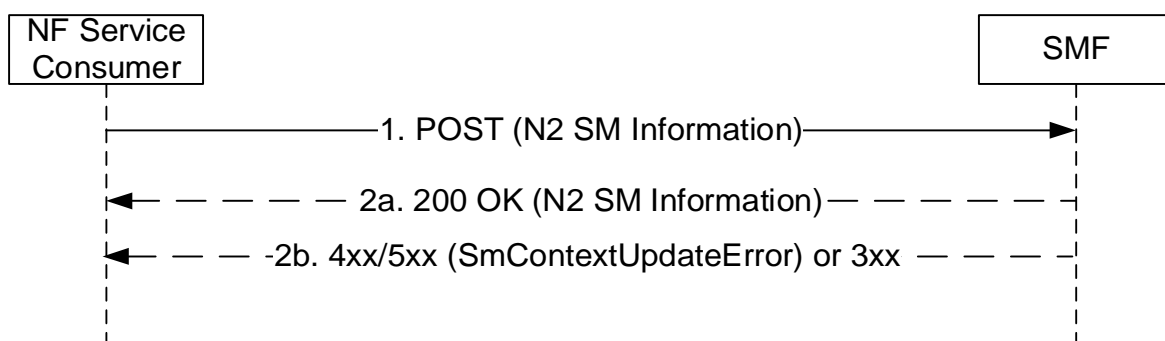 NF Service
Consumer
SMF
1. POST (N2 SM Information)
2a. 200 OK (N2 SM Information)
2b. 4xx/5xx (SmContextUpdateError) or 3xx